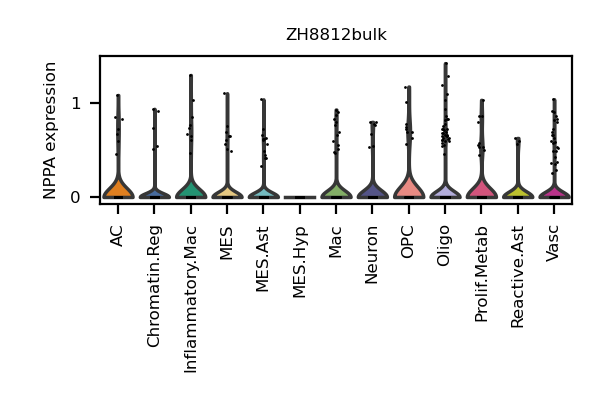 ZH8812bulk
NPPA expression
1
0
AC
Chromatin.Reg
Inflammatory.Mac
MES
MES.Ast
MES.Hyp
Mac
Neuron
OPC
Oligo
Prolif.Metab
Reactive.Ast
Vasc